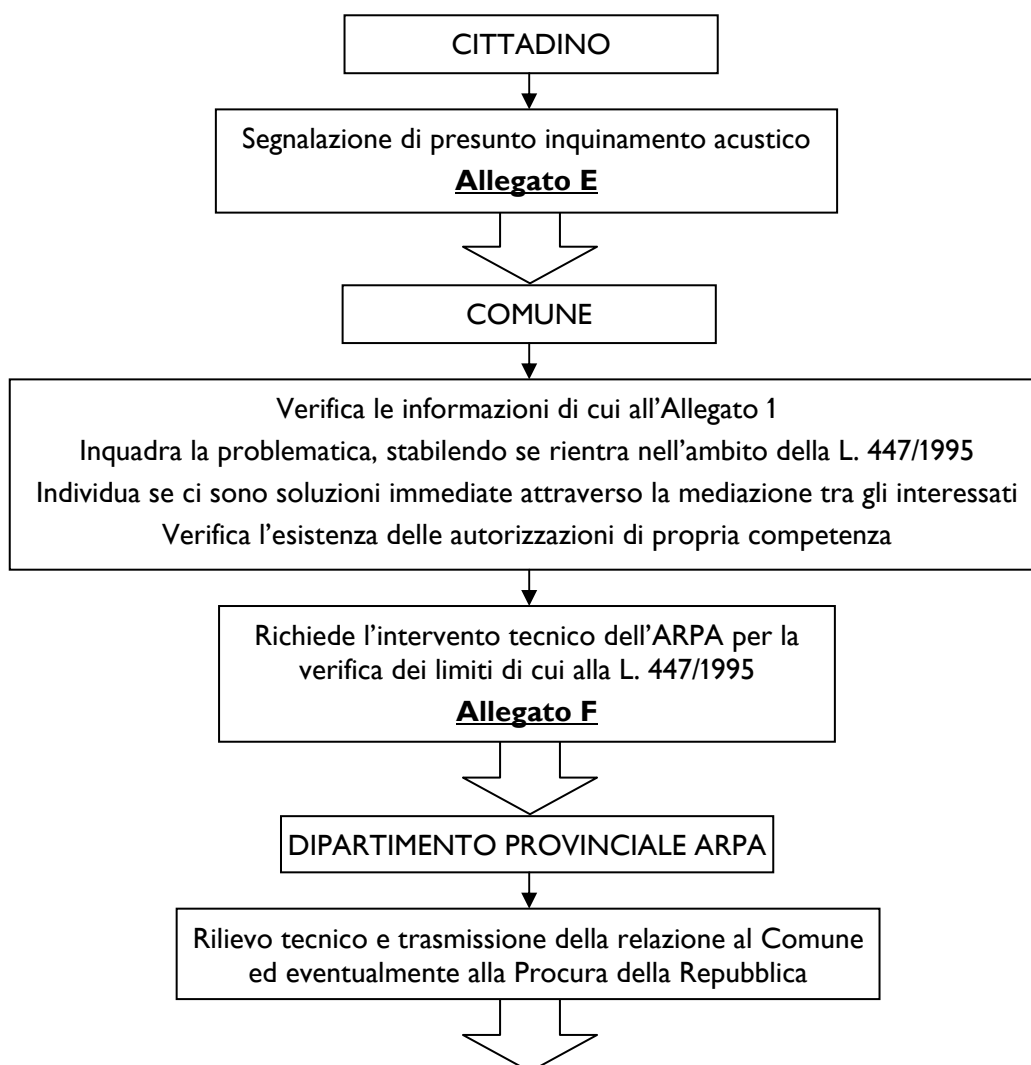 CITTADINO
Segnalazione di presunto inquinamento acustico
Allegato E
COMUNE
Verifica le informazioni di cui all’Allegato 1
Inquadra la problematica, stabilendo se rientra nell’ambito della L. 447/1995
Individua se ci sono soluzioni immediate attraverso la mediazione tra gli interessati
Verifica l’esistenza delle autorizzazioni di propria competenza
Richiede l’intervento tecnico dell’ARPA per la
verifica dei limiti di cui alla L. 447/1995
Allegato F
DIPARTIMENTO PROVINCIALE ARPA
Rilievo tecnico e trasmissione della relazione al Comune
ed eventualmente alla Procura della Repubblica